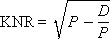 KNR = √(P − D/P)